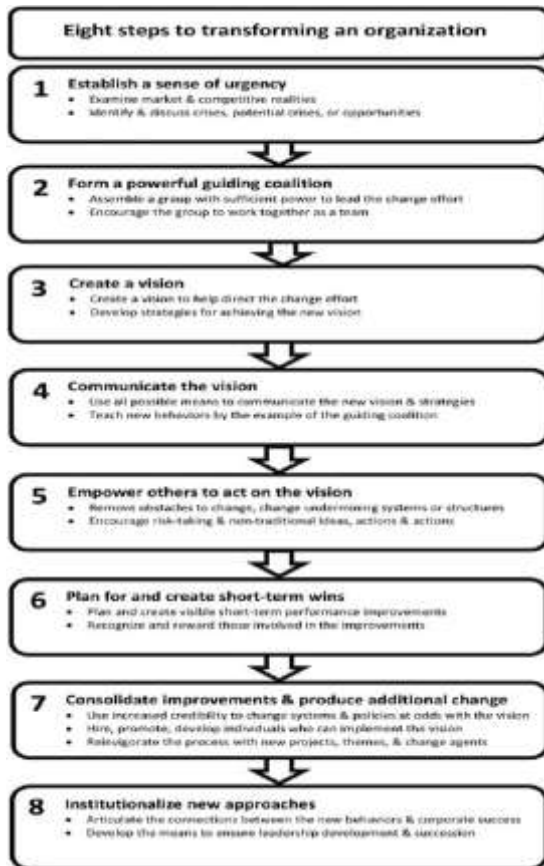 Eight steps to transforming an organization
1 Establish a sense of urgency
• Examine market & competitive realities
• Identify & discuss crises, potential crises, or opportunities
2 Form a powerful guiding coalition
• Assemble a group with sufficient power to lead the change effort
• Encourage the group to work together as a team
3 Create a vision
• Create a vision to help direct the change effort
• Develop strategies for achieving the new vision
4 Communicate the vision
• Use all possible means to communicate the new vision & strategies
• Teach new behaviors by the example of the guiding coalition
5 Empower others to act on the vision
• Remove obstacles to change, change undermining systems or structures
• Encourage risk-taking & non-traditional ideas, actions & actions
6 Plan for and create short-term wins
• Plan and create visible short-term performance improvements
• Recognize and reward those involved in the improvements
7 Consolidate improvements & produce additional change
• Use increased credibility to change systems & policies at odds with the vision
• Hire, promote, develop individuals who can implement the vision
• Reinvigorate the process with new projects, themes, & change agents
8 Institutionalize new approaches
• Articulate the connections between the new behaviors & corporate success
• Develop the means to ensure leadership development & succession